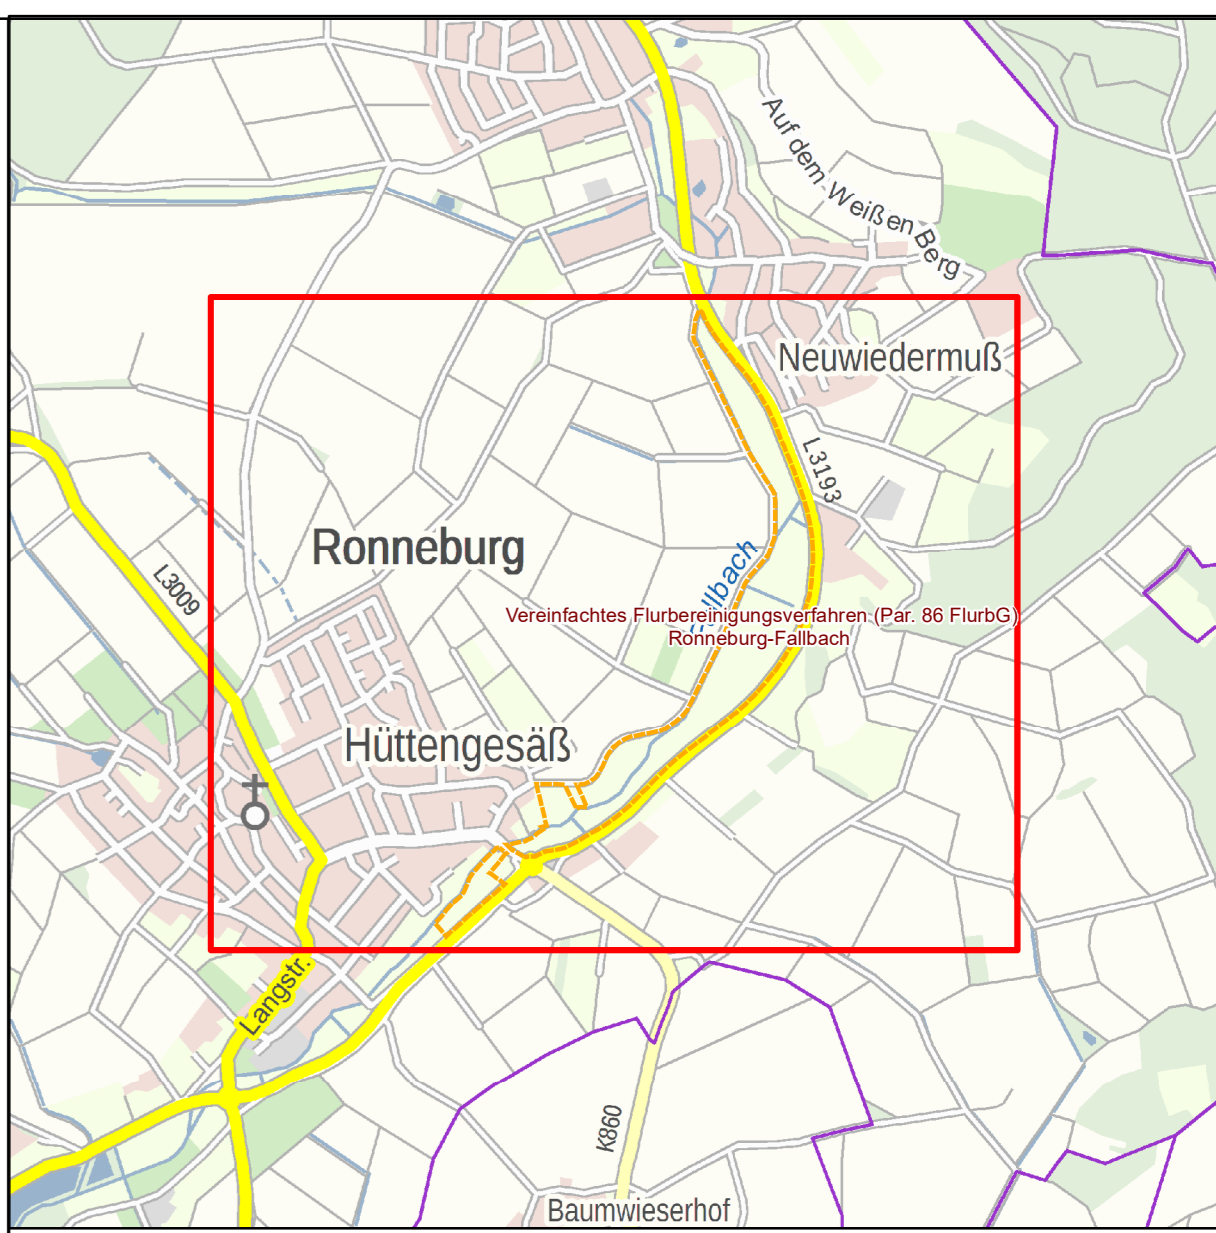 Auf dem Weißen Berg
Neuwiedermuß
L3193
Ronneburg
L3009
Vereinfachtes Flurbereinigungsverfahren (Par. 86 FlurbG)
Ronneburg-Fallbach
Hüttengesäß
Langstr.
K860
Baumwieserhof